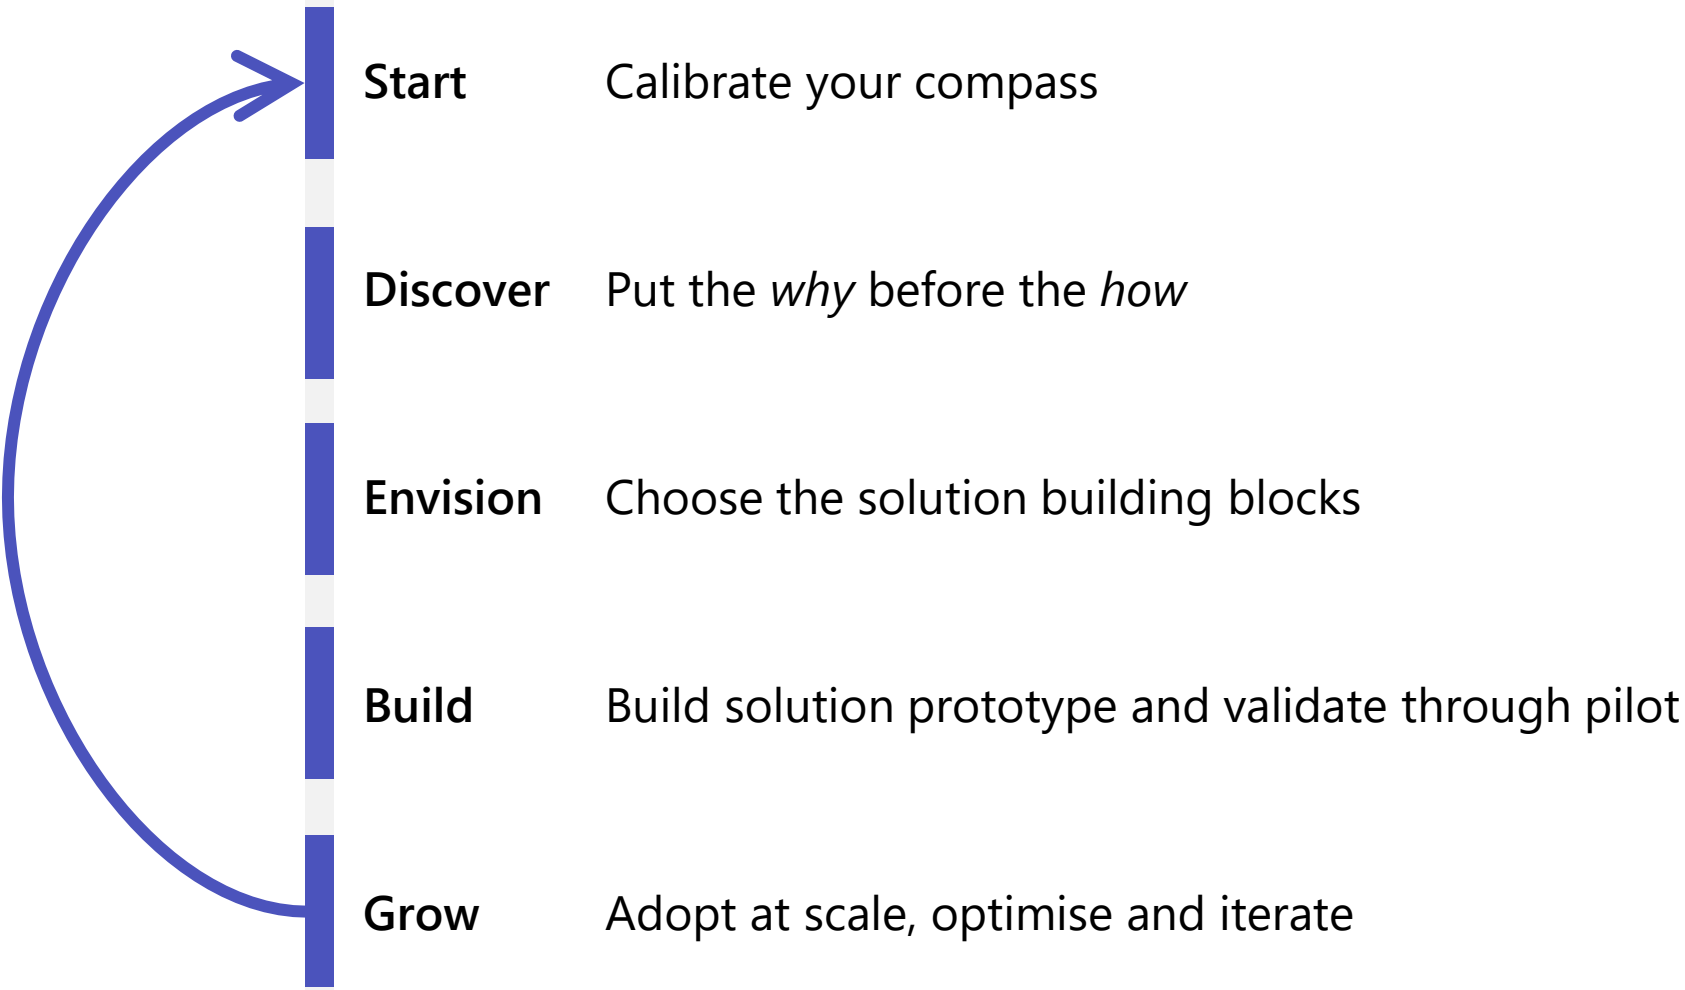 Start Calibrate your compass
Discover Put the why before the how
Envision Choose the solution building blocks
Build Build solution prototype and validate through pilot
Grow Adopt at scale, optimise and iterate